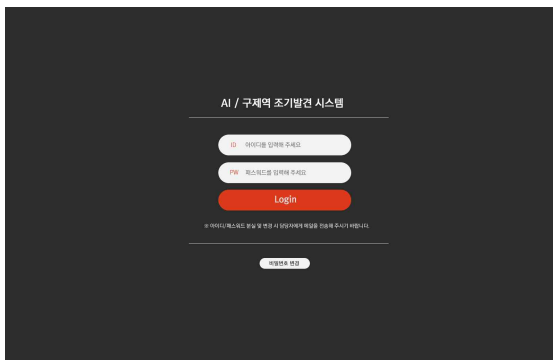 AI / 구제역 조기발견 시스템
ID 아이디를 입력해 주세요
PW 패스워드를 입력해 주세요
Login
※ 아이디/패스워드 분실 및 변경 시 담당자에게 메일을 전송해 주시기 바랍니다.
비밀번호 변경